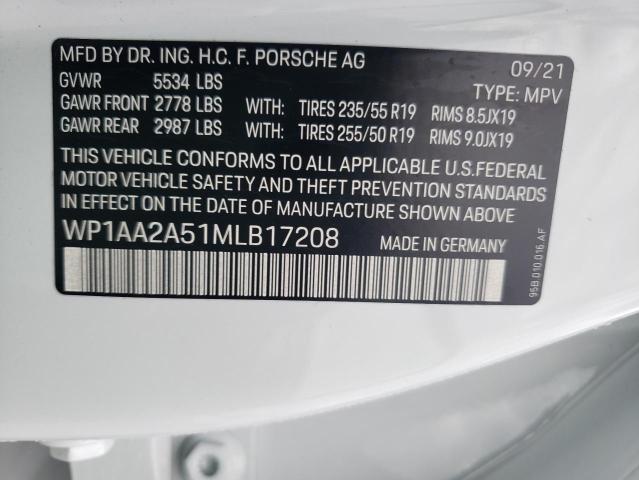 MFD BY DR. ING. H.C. F. PORSCHE AG 09/21
GVWR 5534 LBS TYPE: MPV
GAWR FRONT 2778 LBS WITH: TIRES 235/55 R19 RIMS 8.5JX19
GAWR REAR 2987 LBS WITH: TIRES 255/50 R19 RIMS 9.0JX19
THIS VEHICLE CONFORMS TO ALL APPLICABLE U.S.FEDERAL
MOTOR VEHICLE SAFETY AND THEFT PREVENTION STANDARDS
IN EFFECT ON THE DATE OF MANUFACTURE SHOWN ABOVE
WP1AA2A51MLB17208 MADE IN GERMANY
95B.010.016.AF